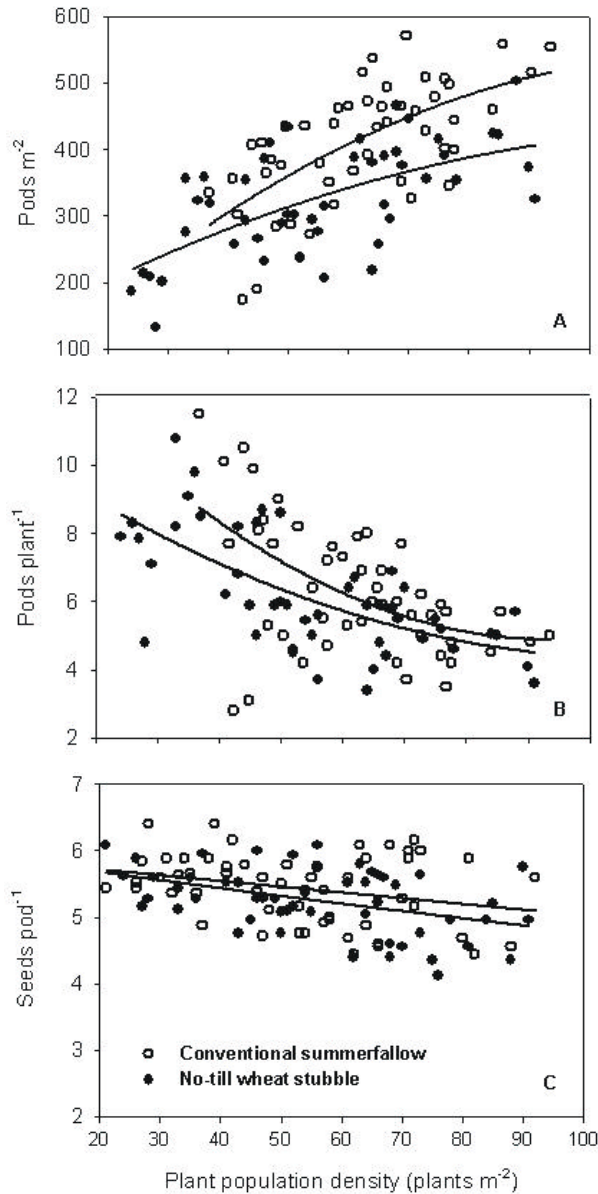 600
500
400
300
200
100
Pods m-2
A
12
10
8
6
4
2
Pods plant-1
B
7
6
5
4
3
2
Seeds pod-1
Conventional summerfallow
No-till wheat stubble
C
20 30 40 50 60 70 80 90 100
Plant population density (plants m-2)